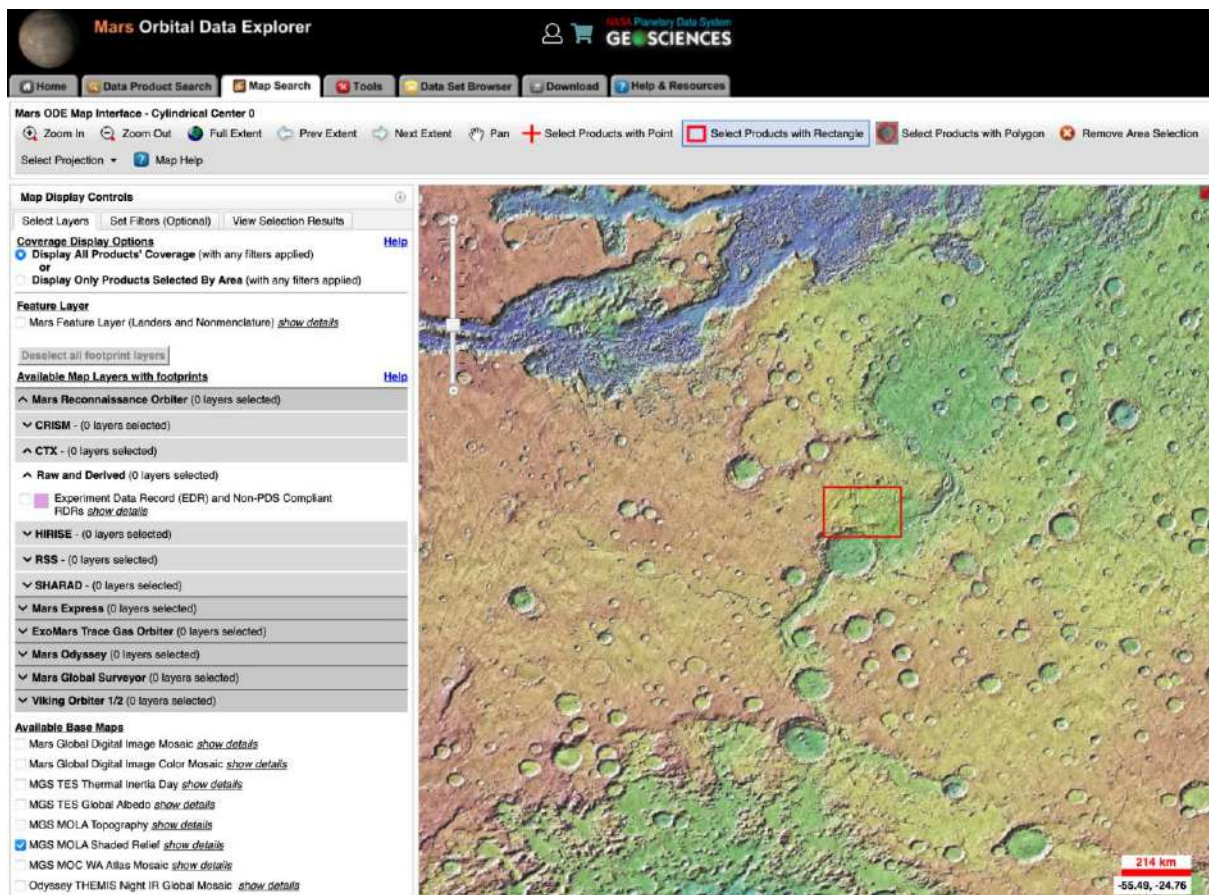 Mars Orbital Data Explorer
NASA Planetary Data System
GEOSCIENCES
Home Data Product Search Map Search Tools Data Set Browser Download Help & Resources
Mars ODE Map Interface - Cylindrical Center 0
Zoom In Zoom Out Full Extent Prev Extent Next Extent Pan Select Products with Point Select Products with Rectangle Select Products with Polygon Remove Area Selection
Select Projection Map Help
Map Display Controls
Select Layers Set Filters (Optional) View Selection Results
Coverage Display Options Help
Display All Products' Coverage (with any filters applied)
or
Display Only Products Selected By Area (with any filters applied)
Feature Layer
Mars Feature Layer (Landers and Nonmenclature) show details
Deselect all footprint layers
Available Map Layers with footprints Help
Mars Reconnaissance Orbiter (0 layers selected)
CRISM - (0 layers selected)
CTX - (0 layers selected)
Raw and Derived (0 layers selected)
Experiment Data Record (EDR) and Non-PDS Compliant
RDRs show details
HIRISE - (0 layers selected)
RSS - (0 layers selected)
SHARAD - (0 layers selected)
Mars Express (0 layers selected)
ExoMars Trace Gas Orbiter (0 layers selected)
Mars Odyssey (0 layers selected)
Mars Global Surveyor (0 layers selected)
Viking Orbiter 1/2 (0 layers selected)
Available Base Maps
Mars Global Digital Image Mosaic show details
Mars Global Digital Image Color Mosaic show details
MGS TES Thermal Inertia Day show details
MGS TES Global Albedo show details
MGS MOLA Topography show details
MGS MOLA Shaded Relief show details
MGS MOC WA Atlas Mosaic show details
Odyssey THEMIS Night IR Global Mosaic show details
214 km
-55.49, -24.76